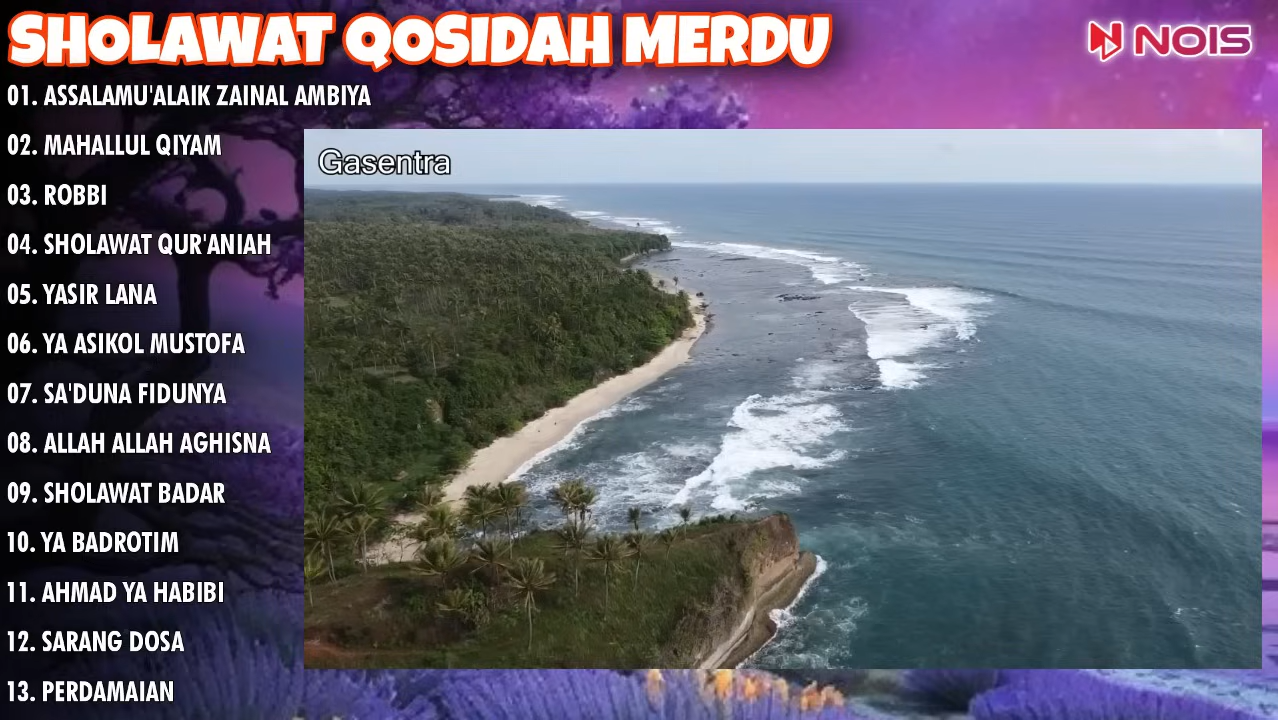 SHOLAWAT QOSIDAH MERDU
NOIS
01. ASSALAMU'ALAIK ZAINAL AMBIYA
02. MAHALLUL QIYAM
03. ROBBI
04. SHOLAWAT QUR'ANIAH
05. YASIR LANA
06. YA ASIKOL MUSTOFA
07. SA'DUNA FIDUNYA
08. ALLAH ALLAH AGHISNA
09. SHOLAWAT BADAR
10. YA BADROTIM
11. AHMAD YA HABIBI
12. SARANG DOSA
13. PERDAMAIAN
Gasentra